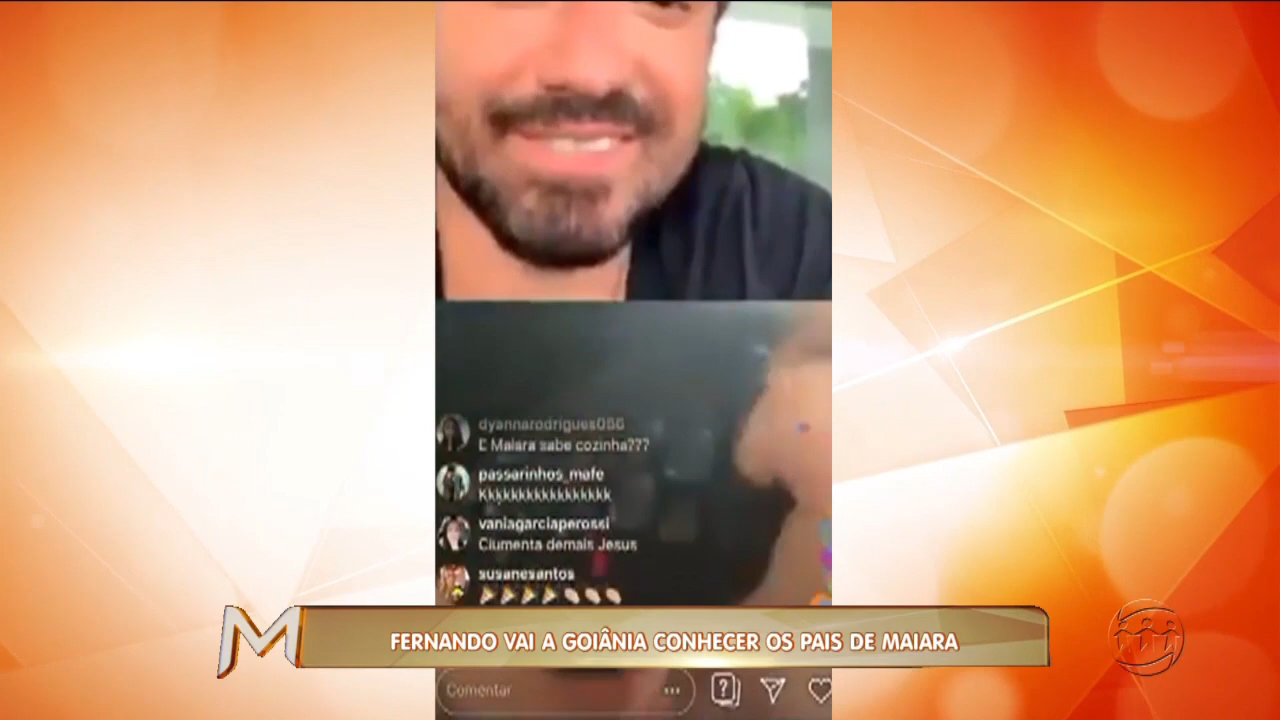 dyannarodrigues086
E Maiara sabe cozinha???
passarinhos_mafe
Kkkkkkkkkkkkkkkkk
vaniagarciaperossi
Ciumenta demais Jesus
susanesantos
M FERNANDO VAI A GOIÂNIA CONHECER OS PAIS DE MAIARA
Comentar